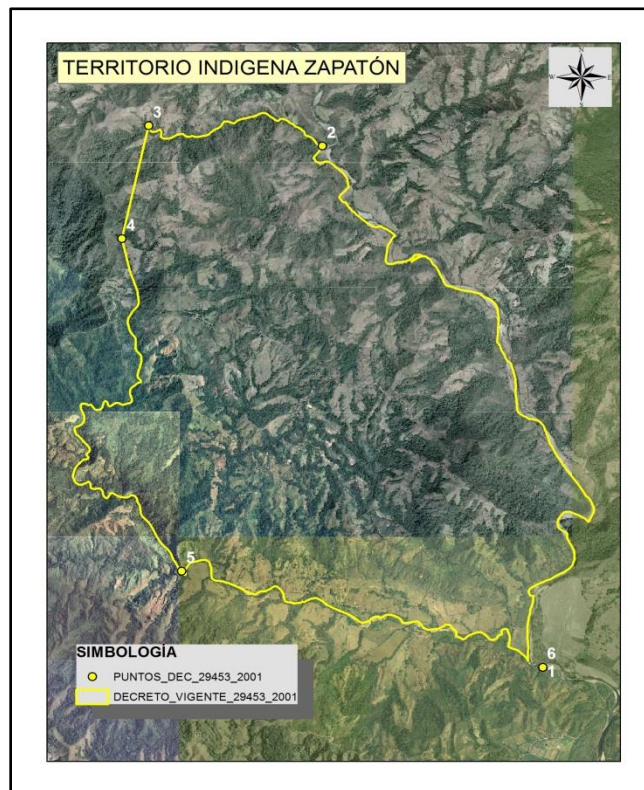 TERRITORIO INDIGENA ZAPATÓN
N
W E
S
3
2
4
5
6
1
SIMBOLOGÍA
PUNTOS_DEC_29453_2001
DECRETO_VIGENTE_29453_2001